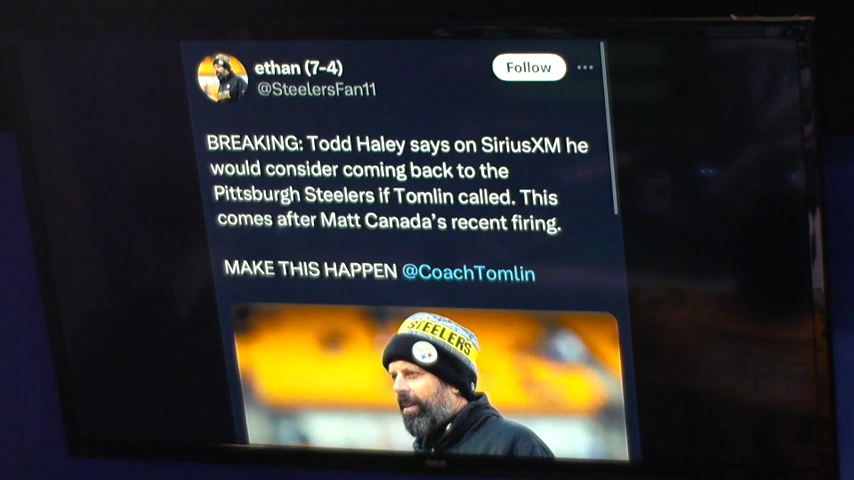 ethan (7-4)
@SteelersFan11
Follow
BREAKING: Todd Haley says on SiriusXM he
would consider coming back to the
Pittsburgh Steelers if Tomlin called. This
comes after Matt Canada's recent firing.
MAKE THIS HAPPEN @CoachTomlin
STEELERS
RCA